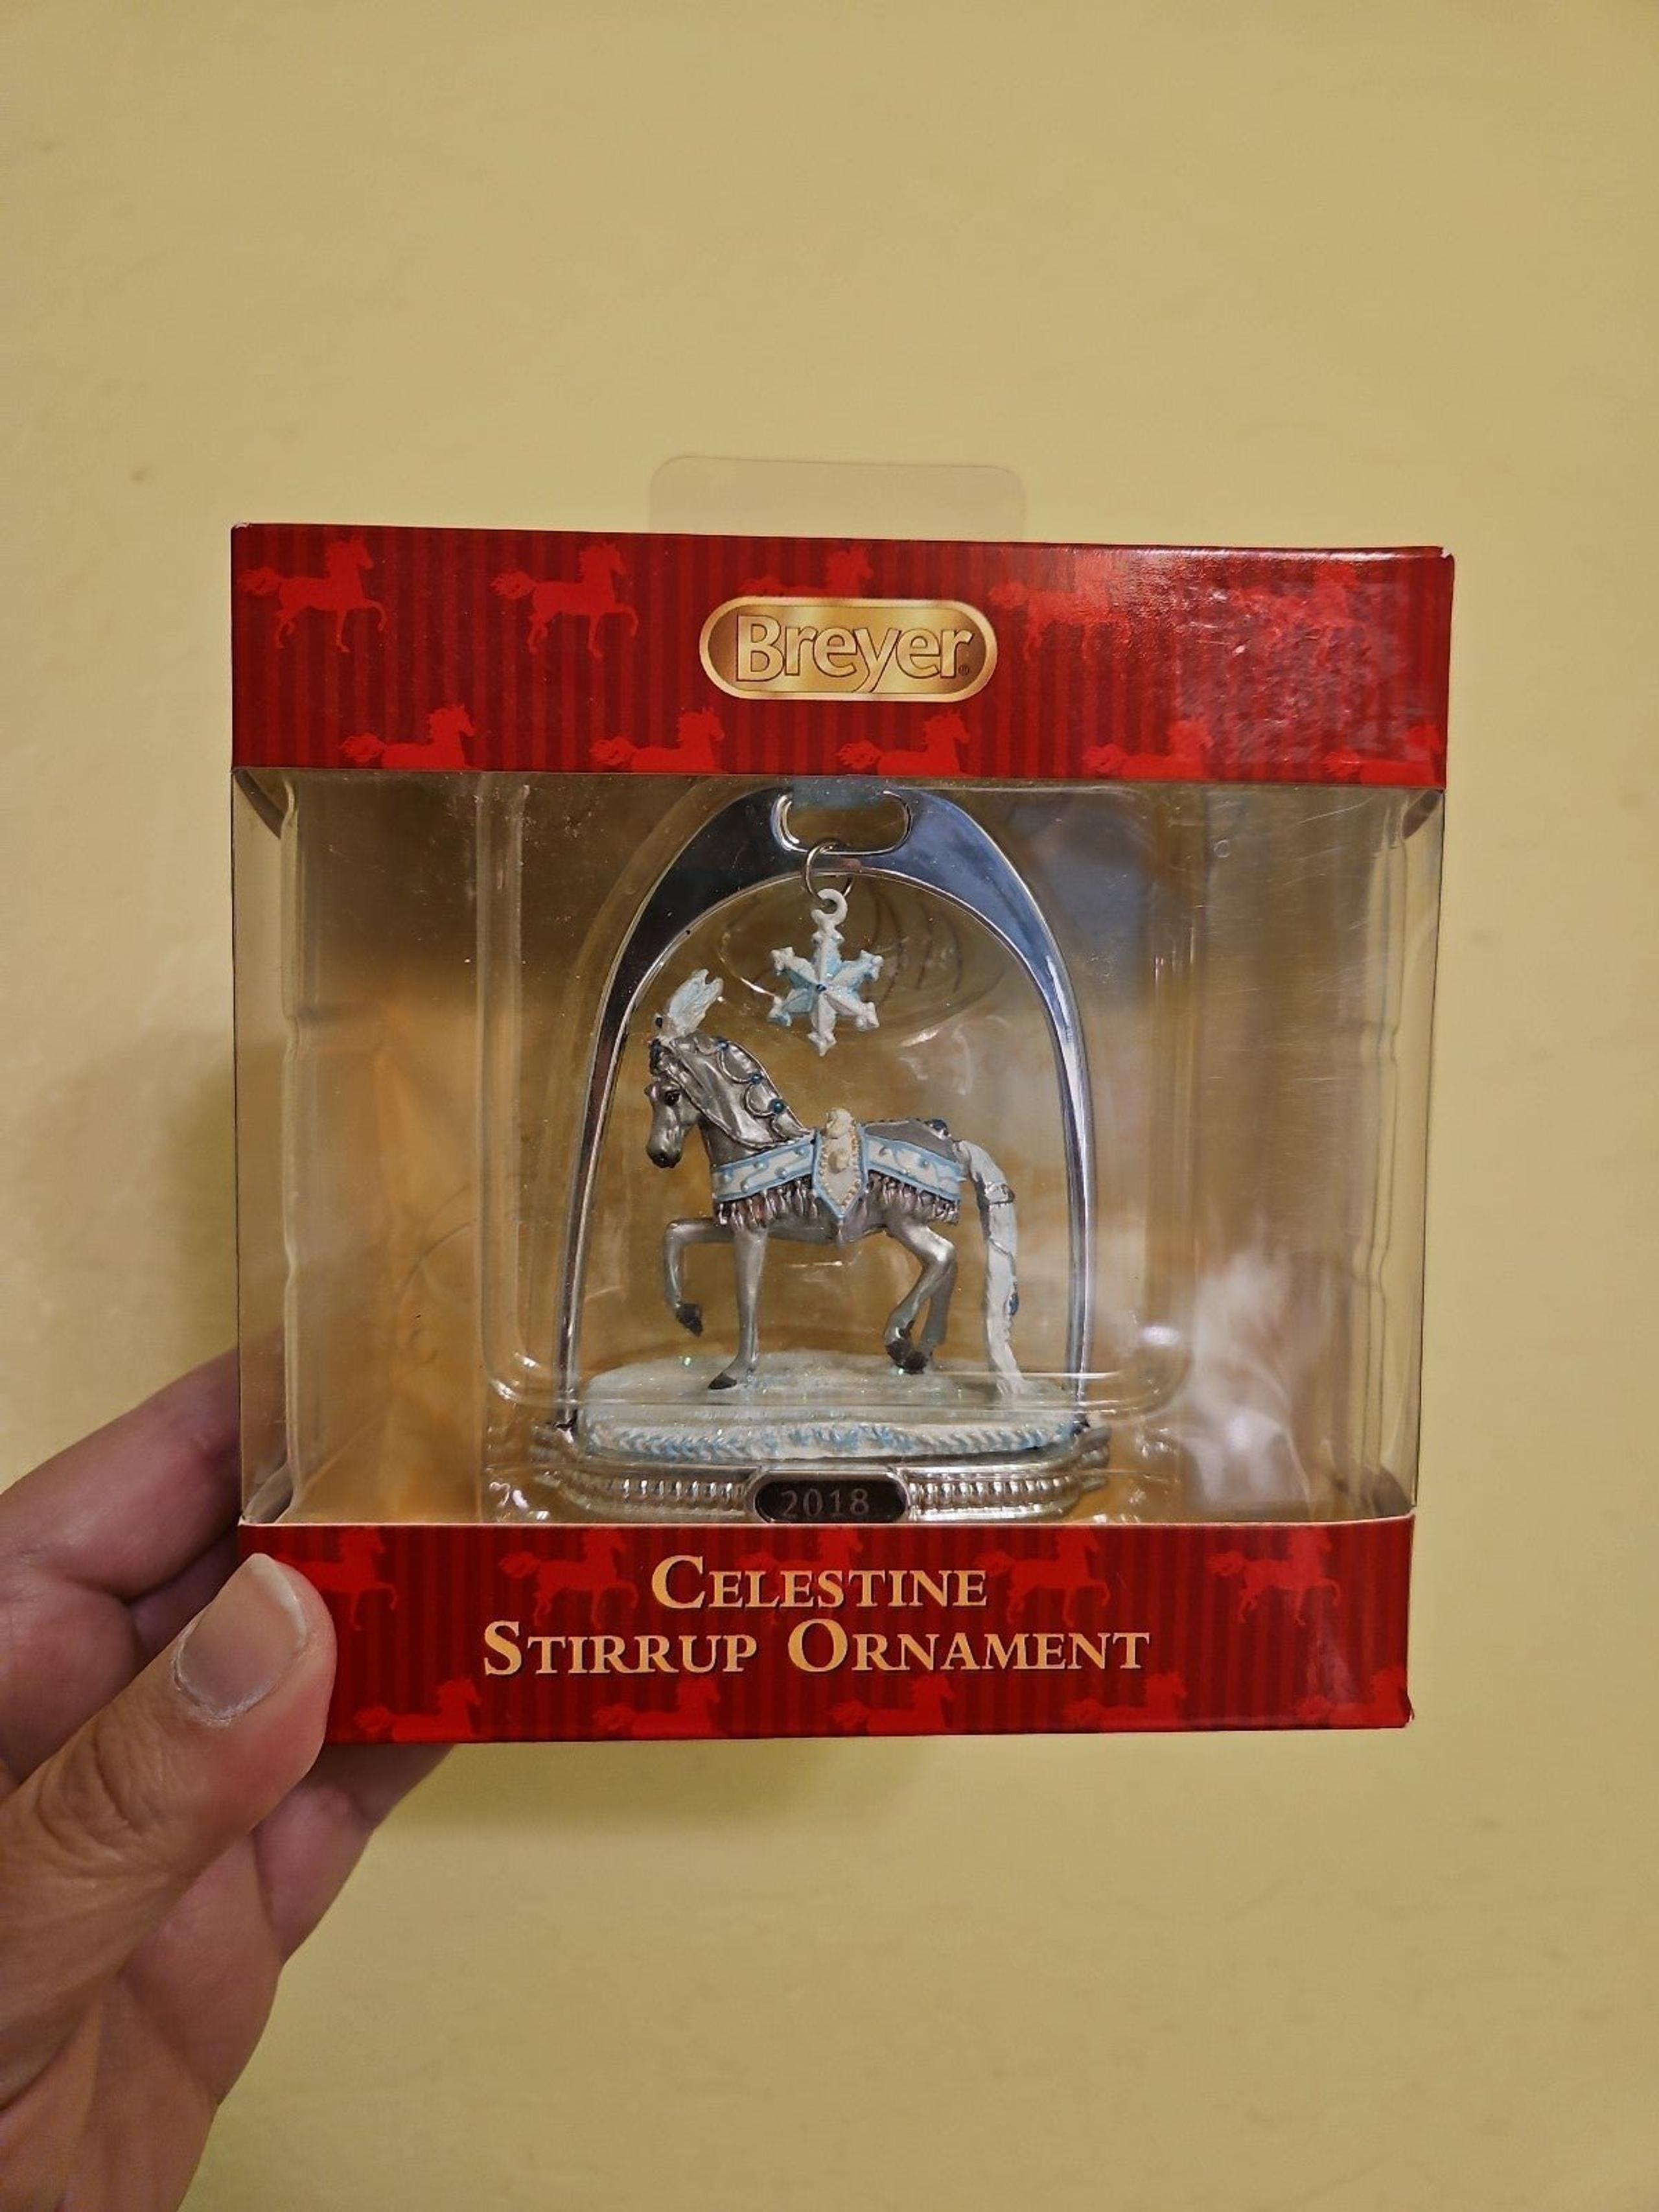 Breyer®
2018
CELESTINE
STIRRUP ORNAMENT